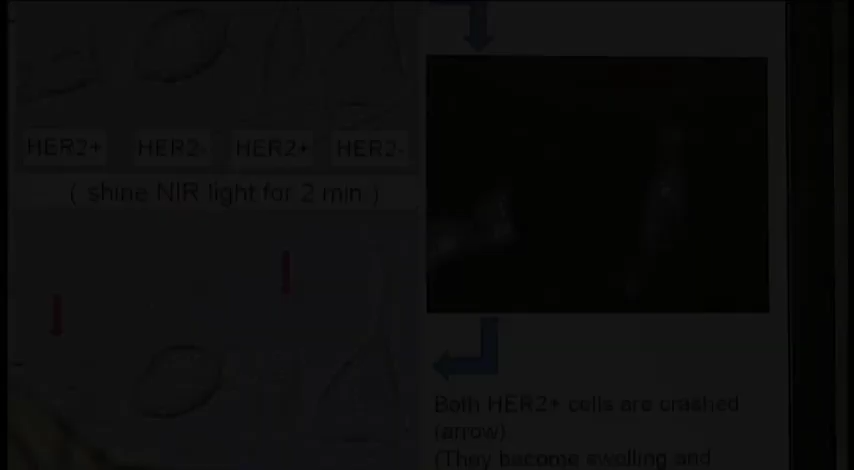 HER2+ HER2- HER2+ HER2-
( shine NIR light for 2 min )
Both HER2+ cells are crashed
(arrow)
(They become swelling and